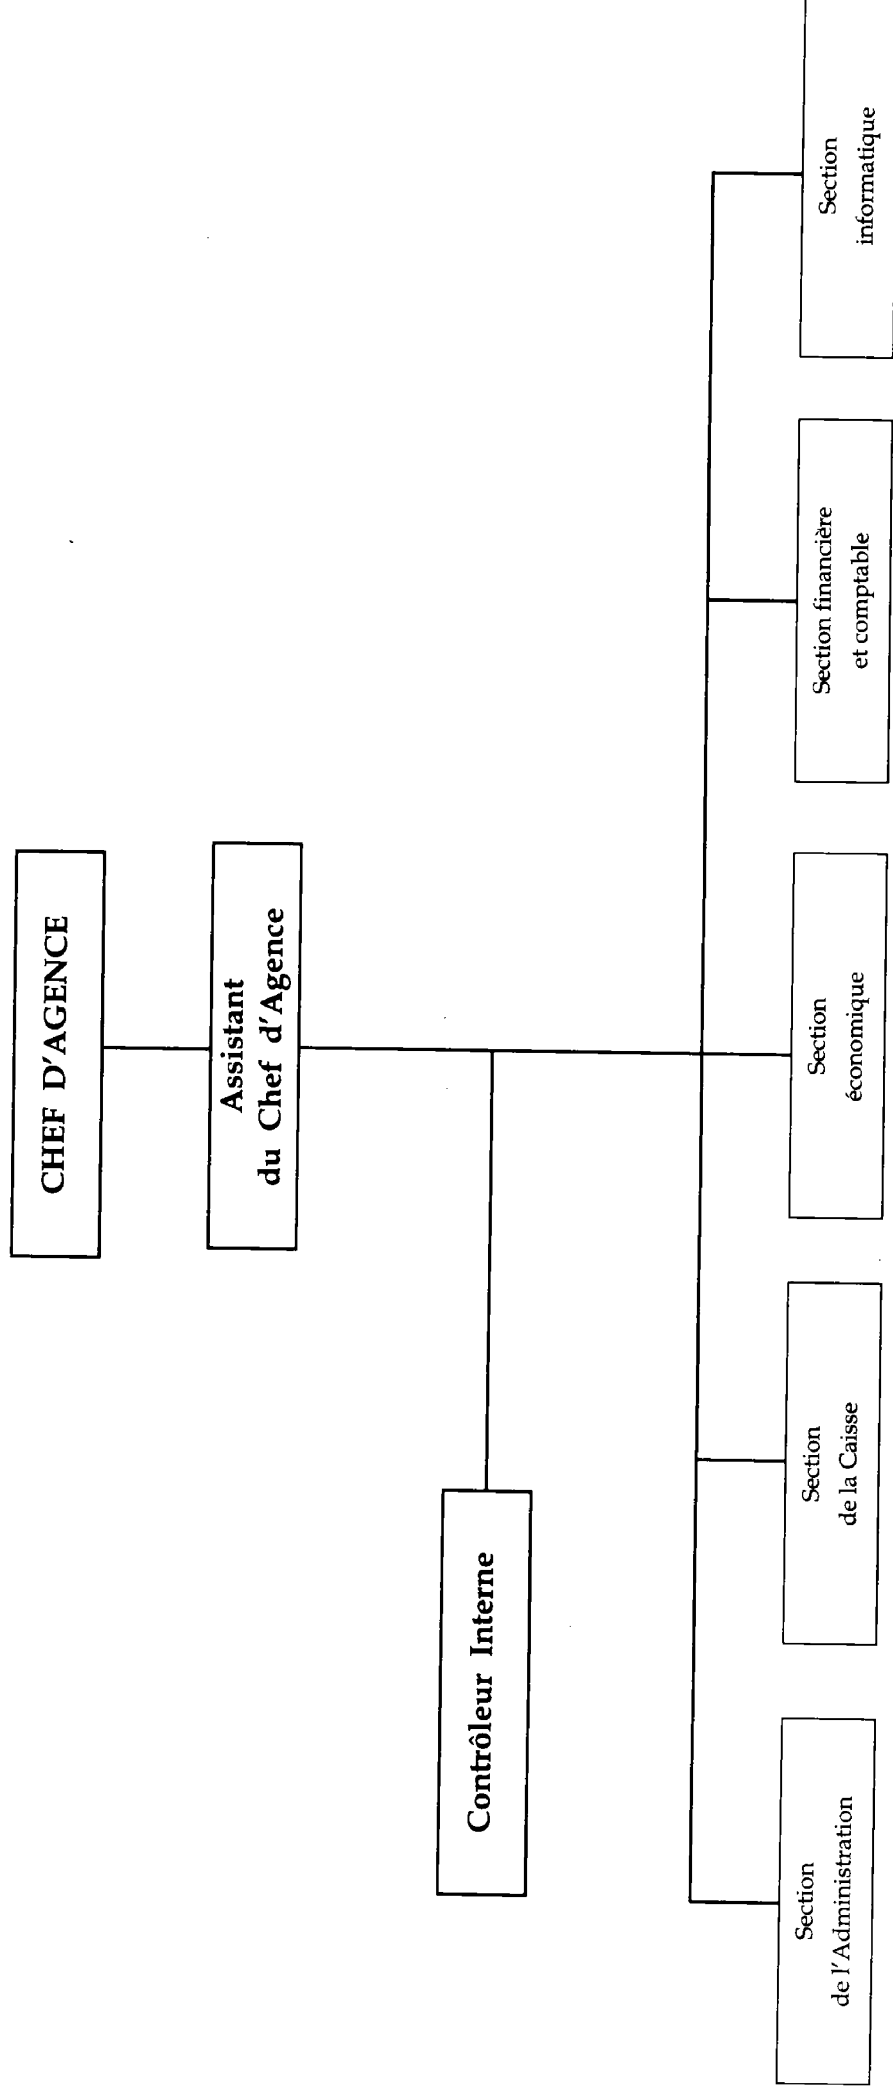 CHEF D'AGENCE
Assistant
du Chef d'Agence
Contrôleur Interne
Section
de l'Administration
Section
de la Caisse
Section
économique
Section financière
et comptable
Section
informatique